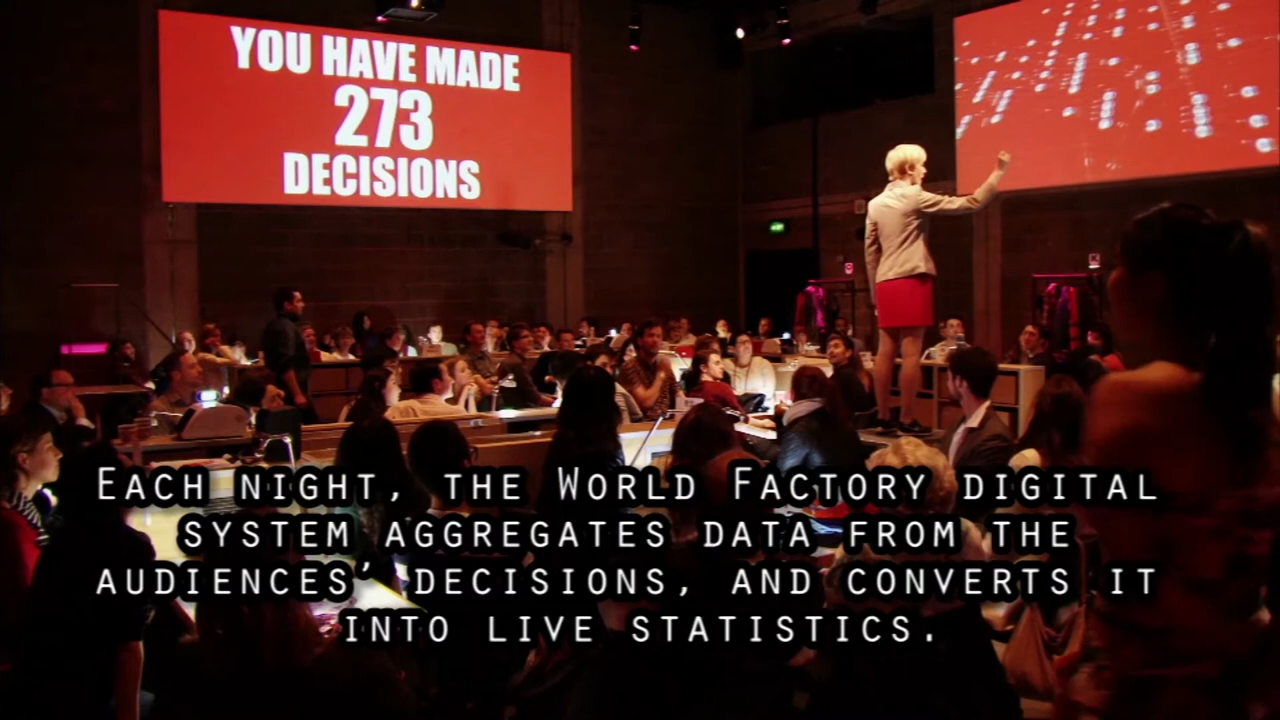 YOU HAVE MADE
273
DECISIONS
EACH NIGHT, THE WORLD FACTORY DIGITAL
SYSTEM AGGREGATES DATA FROM THE
AUDIENCES' DECISIONS, AND CONVERTS IT
INTO LIVE STATISTICS.